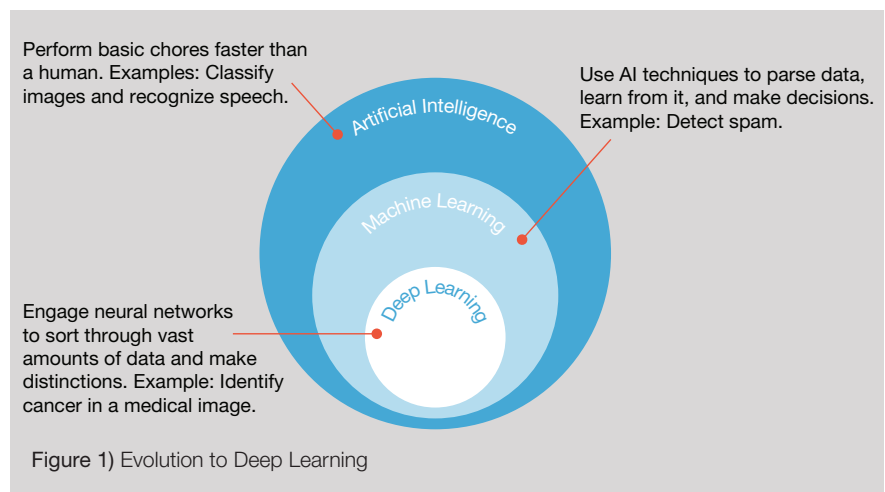 Perform basic chores faster than
a human. Examples: Classify
images and recognize speech.
Use AI techniques to parse data,
learn from it, and make decisions.
Example: Detect spam.
Artificial Intelligence
Machine Learning
Deep Learning
Engage neural networks
to sort through vast
amounts of data and make
distinctions. Example: Identify
cancer in a medical image.
Figure 1) Evolution to Deep Learning